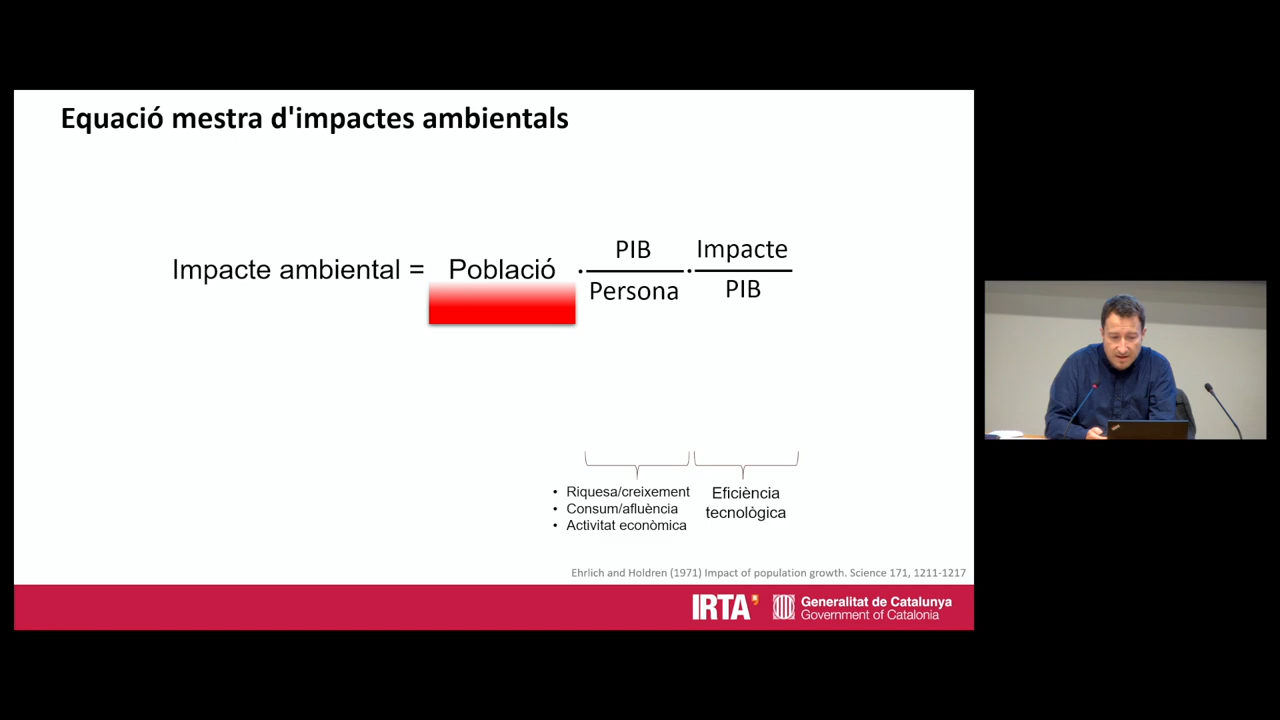 Equació mestra d'impactes ambientals
Impacte ambiental = Població · PIB / Persona · Impacte / PIB
• Riquesa/creixement
• Consum/afluència
• Activitat econòmica
Eficiència
tecnològica
Ehrlich and Holdren (1971) Impact of population growth. Science 171, 1211-1217
IRTA
Generalitat de Catalunya
Government of Catalonia